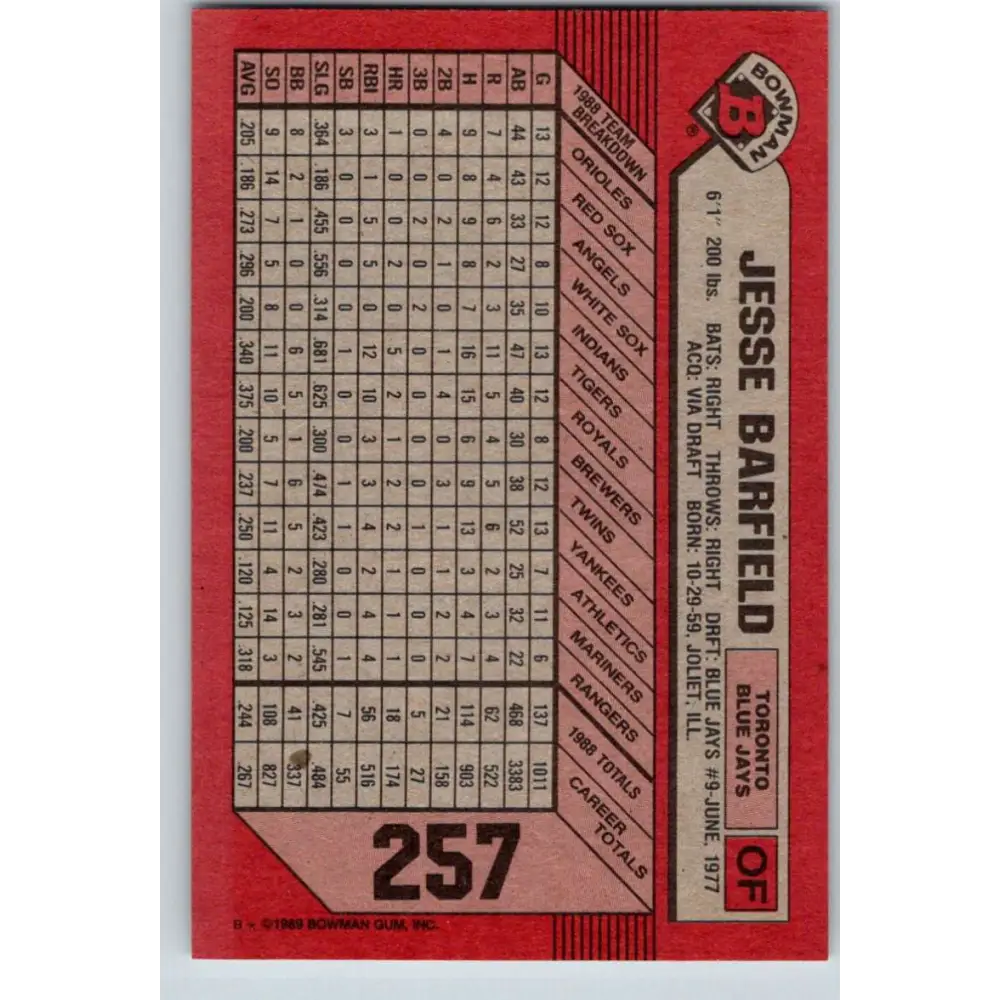 BOWMAN
B
®
JESSE BARFIELD
TORONTO
BLUE JAYS
OF
6'1" 200 lbs. BATS: RIGHT THROWS: RIGHT DRFT: BLUE JAYS #9-JUNE, 1977
ACQ: VIA DRAFT BORN: 10-29-59, JOLIET, ILL.
1988 TEAM
BREAKDOWN
ORIOLES
RED SOX
ANGELS
WHITE SOX
INDIANS
TIGERS
ROYALS
BREWERS
TWINS
YANKEES
ATHLETICS
MARINERS
RANGERS
1988 TOTALS
CAREER
TOTALS
G 13 12 12 8 10 13 12 8 12 13 7 11 6 137 1011
AB 44 43 33 27 35 47 40 30 38 52 25 32 22 468 3383
R 7 4 6 2 3 11 5 4 5 6 2 3 4 62 522
H 9 8 9 8 7 16 15 6 9 13 3 4 7 114 903
2B 4 0 2 1 0 1 4 0 3 1 1 2 2 21 158
3B 0 0 2 0 2 0 0 0 0 1 0 0 0 5 27
HR 1 0 0 2 0 5 2 1 2 2 1 1 1 18 174
RBI 3 1 5 5 0 12 10 3 3 4 2 4 4 56 516
SB 3 0 0 0 0 1 0 0 1 1 0 0 1 7 55
SLG .364 .186 .455 .556 .314 .681 .625 .300 .474 .423 .280 .281 .545 .425 .484
BB 8 2 1 0 0 6 5 1 6 5 2 3 2 41 337
SO 9 14 7 5 8 11 10 5 7 11 4 14 3 108 827
AVG .205 .186 .273 .296 .200 .340 .375 .200 .237 .250 .120 .125 .318 .244 .267
257
B ★ ©1989 BOWMAN GUM, INC.